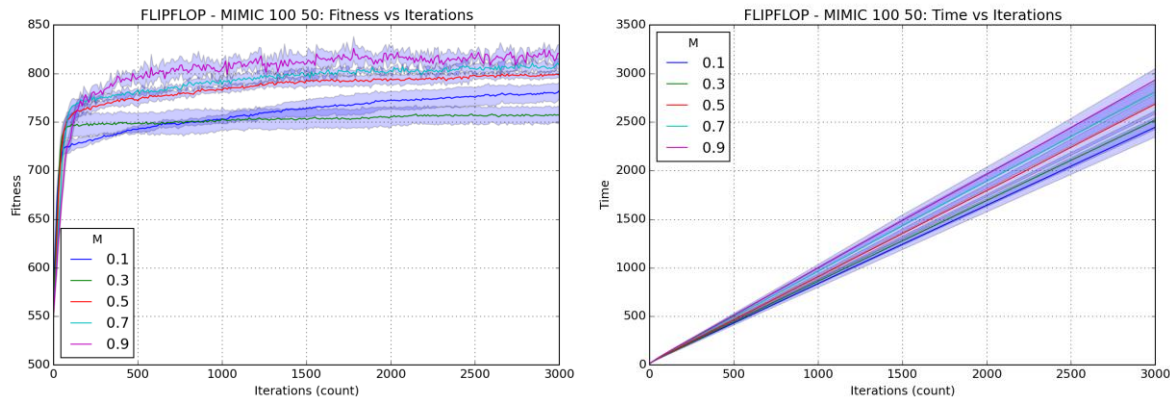 FLIPFLOP - MIMIC 100 50: Fitness vs Iterations
850
800
750
700
650
600
550
500
Fitness
M
0.1
0.3
0.5
0.7
0.9
0 500 1000 1500 2000 2500 3000
Iterations (count)
FLIPFLOP - MIMIC 100 50: Time vs Iterations
3500
3000
2500
2000
1500
1000
500
0
Time
M
0.1
0.3
0.5
0.7
0.9
0 500 1000 1500 2000 2500 3000
Iterations (count)